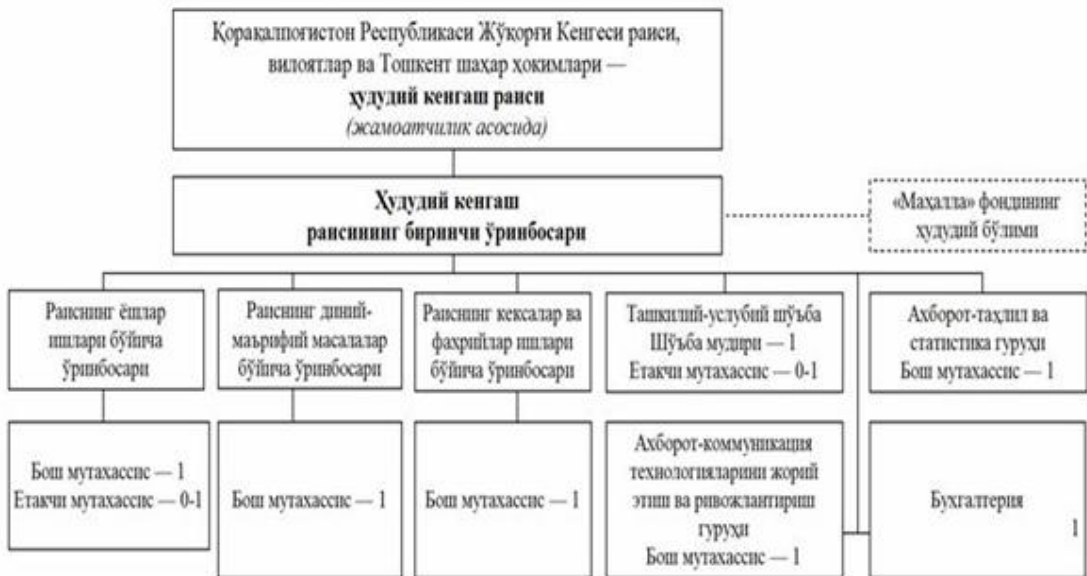 Қорақалпоғистон Республикаси Жўқорғи Кенгеси раиси,
вилоятлар ва Тошкент шаҳар ҳокимлари —
ҳудудий кенгаш раиси
(жамоатчилик асосида)
Ҳудудий кенгаш
раисининг биринчи ўринбосари
«Маҳалла» фондининг
ҳудудий бўлими
Раиснинг ёшлар
ишлари бўйича
ўринбосари
Раиснинг диний-
маърифий масалалар
бўйича ўринбосари
Раиснинг кексалар ва
фахрийлар ишлари
бўйича ўринбосари
Ташкилий-услубий шўъба
Шўъба мудири — 1
Етакчи мутахассис — 0-1
Ахборот-таҳлил ва
статистика гуруҳи
Бош мутахассис — 1
Бош мутахассис — 1
Етакчи мутахассис — 0-1
Бош мутахассис — 1
Бош мутахассис — 1
Ахборот-коммуникация
технологияларини жорий
этиш ва ривожлантириш
гуруҳи
Бош мутахассис — 1
Бухгалтерия
1